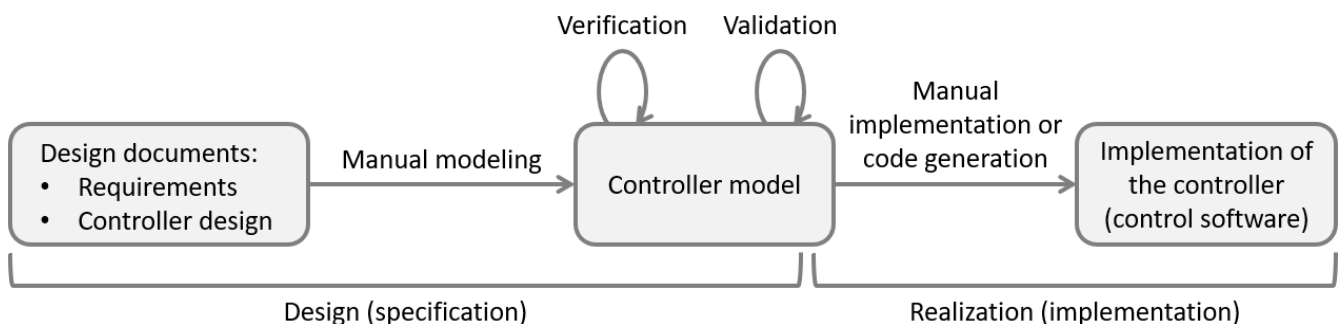 Verification
Validation
Design documents:
• Requirements
• Controller design
Manual modeling
Controller model
Manual
implementation or
code generation
Implementation of
the controller
(control software)
Design (specification)
Realization (implementation)